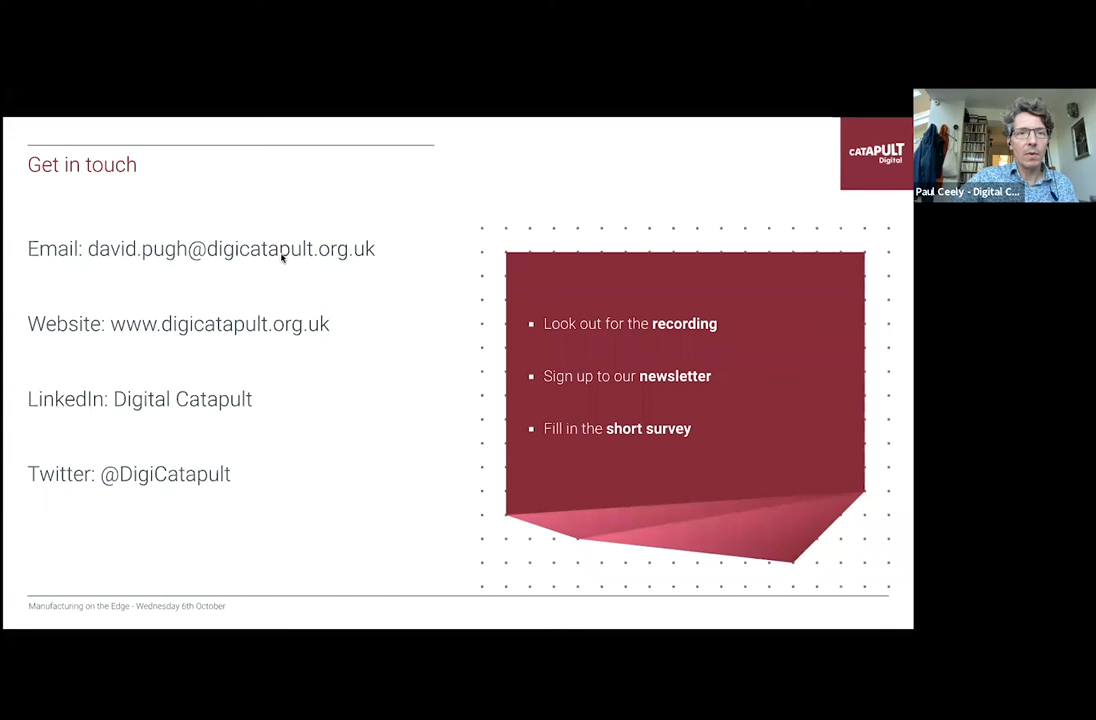 Get in touch
CATAPULT
Digital
Paul Ceely - Digital C...
Email: david.pugh@digicatapult.org.uk
Website: www.digicatapult.org.uk
LinkedIn: Digital Catapult
Twitter: @DigiCatapult
▪ Look out for the recording
▪ Sign up to our newsletter
▪ Fill in the short survey
Manufacturing on the Edge - Wednesday 6th October